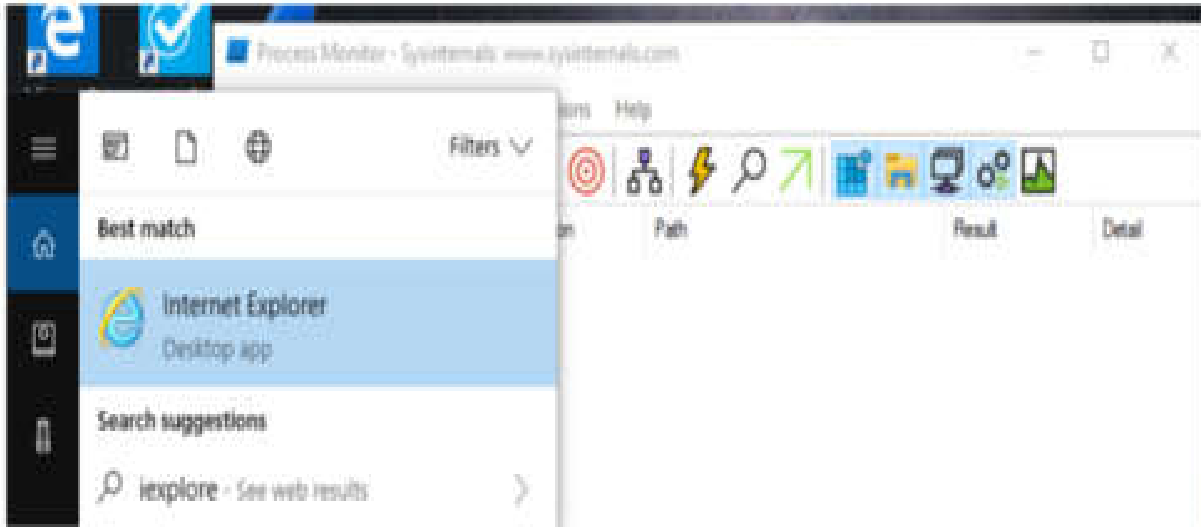 Process Monitor - Sysinternals: www.sysinternals.com
Help
Filters
Best match
Path
Result
Detail
Internet Explorer
Desktop app
Search suggestions
iexplore - See web results